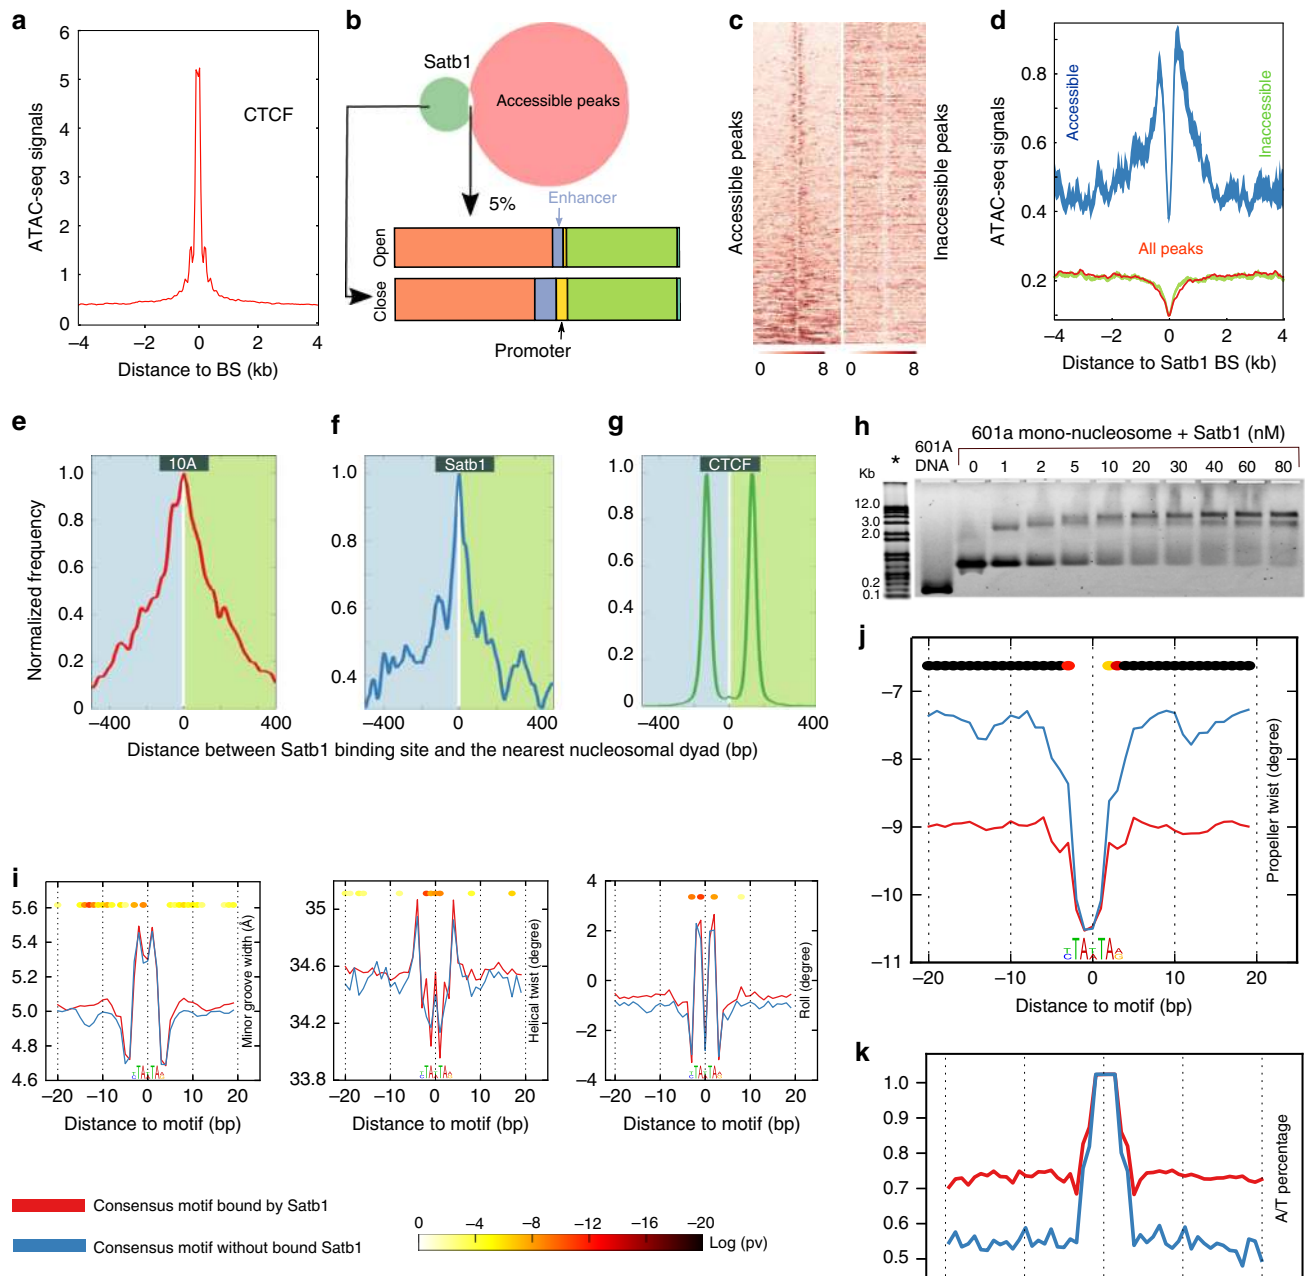 a
6
5
4
3
2
1
0
ATAC-seq signals
CTCF
−4 −2 0 2 4
Distance to BS (kb)
b
Satb1
Accessible peaks
5%
Enhancer
Open
Close
Promoter
c
Accessible peaks
Inaccessible peaks
0 8 0 8
d
0.8
0.6
0.4
0.2
ATAC-seq signals
Accessible
Inaccessible
All peaks
−4 −2 0 2 4
Distance to Satb1 BS (kb)
e
10A
1.0
0.8
0.6
0.4
0.2
0
Normalized frequency
−400 0 400
f
Satb1
1.0
0.8
0.6
0.4
−400 0 400
g
CTCF
1.0
0.8
0.6
0.4
0.2
0
−400 0 400
Distance between Satb1 binding site and the nearest nucleosomal dyad (bp)
h
601a mono-nucleosome + Satb1 (nM)
601A
DNA
*
Kb
0 1 2 5 10 20 30 40 60 80
12.0
3.0
2.0
0.2
0.1
j
−7
−8
−9
−10
−11
Propeller twist (degree)
TA TA
−20 −10 0 10 20
Distance to motif (bp)
i
5.6
5.4
5.2
5.0
4.8
4.6
Minor groove width (Å)
TA TA
−20 −10 0 10 20
Distance to motif (bp)
35
34.6
34.2
33.8
Helical twist (degree)
TA TA
−20 −10 0 10 20
Distance to motif (bp)
4
2
0
−2
−4
Roll (degree)
TA TA
−20 −10 0 10 20
Distance to motif (bp)
k
1.0
0.9
0.8
0.7
0.6
0.5
A/T percentage
Consensus motif bound by Satb1
Consensus motif without bound Satb1
0 −4 −8 −12 −16 −20
Log (pv)